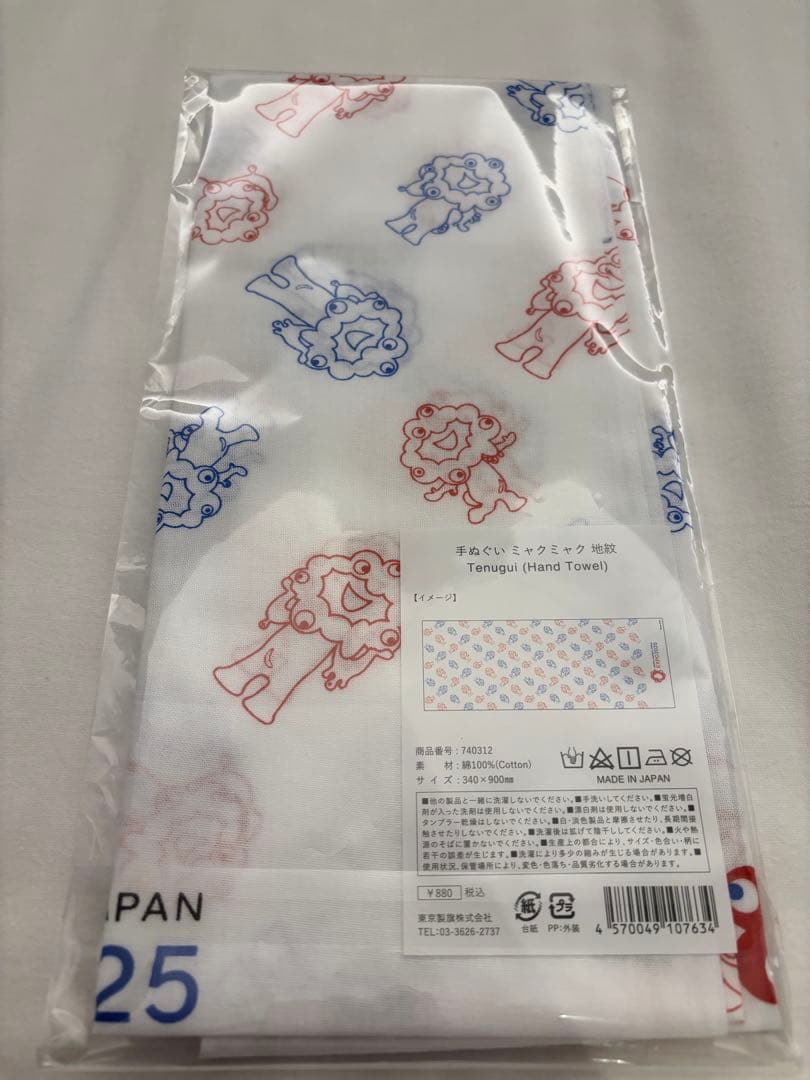 手ぬぐい ミャクミャク 地紋
Tenugui (Hand Towel)
【イメージ】
商品番号：740312
素　材：綿100%(Cotton)
サイズ：340×900㎜
MADE IN JAPAN
■他の製品と一緒に洗濯しないでください。■手洗いしてください。■蛍光増白
剤が入った洗剤は使用しないでください。■漂白剤は使用しないでください。■
タンブラー乾燥はしないでください。■白・淡色製品と摩擦させたり、長期間接
触させたりしないでください。■洗濯後は拡げて陰干ししてください。■火や熱
源のそばに置かないでください。■生産上の都合により、サイズ・色合い・柄に
若干の誤差が生じます。■洗濯により多少の縮みが生じる場合があります。■
使用状況、保管場所により、変色・色落ち・品質劣化する場合があります。
￥880 税込
東京製旗株式会社
TEL:03-3626-2737
紙
台紙
プラ
PP:外装
4 570049 107634
APAN
25